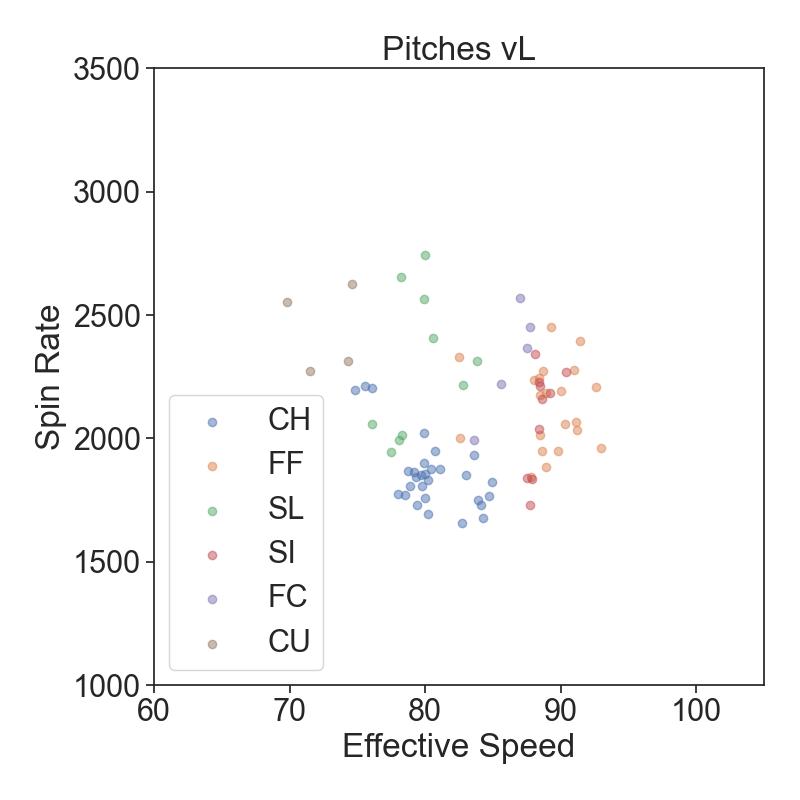 Pitches vL
3500
3000
2500
2000
1500
1000
Spin Rate
CH
FF
SL
SI
FC
CU
60 70 80 90 100
Effective Speed